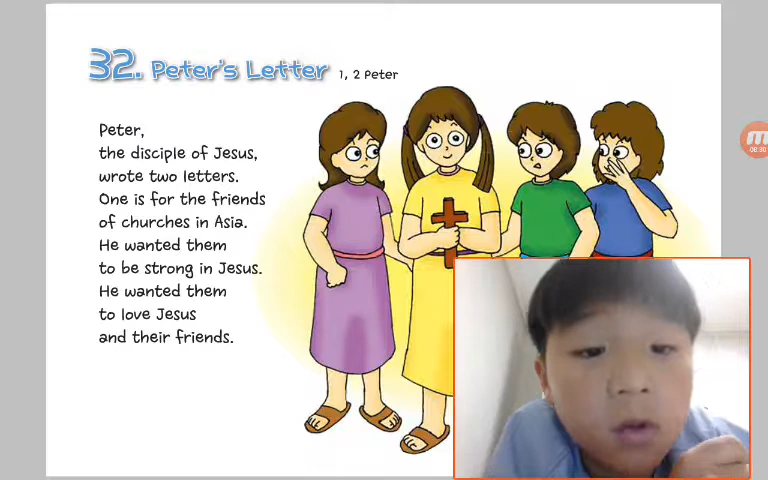 32. Peter's Letter 1, 2 Peter
Peter,
the disciple of Jesus,
wrote two letters.
One is for the friends
of churches in Asia.
He wanted them
to be strong in Jesus.
He wanted them
to love Jesus
and their friends.